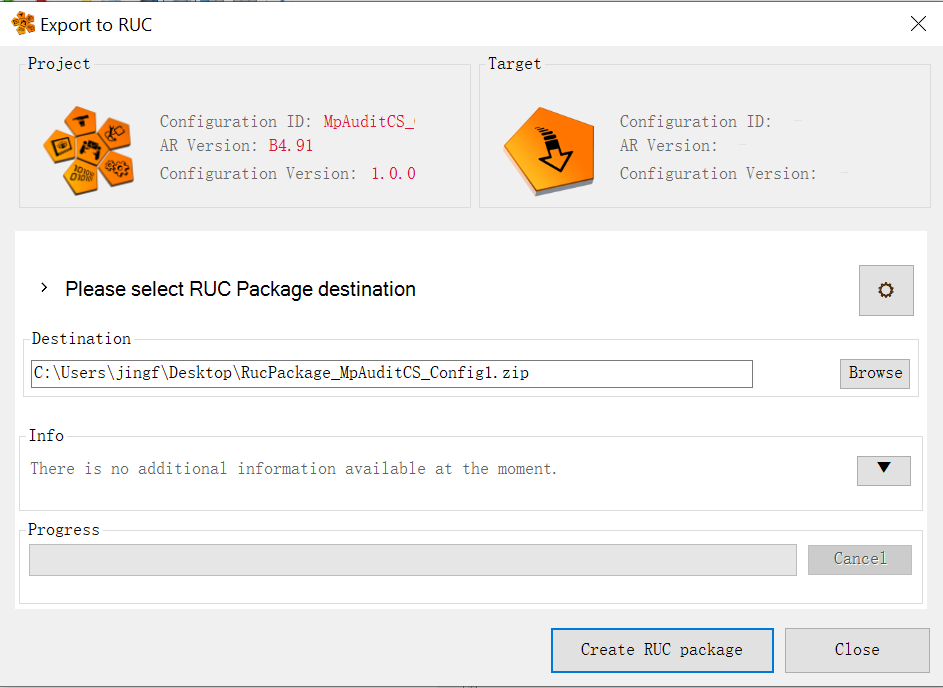 Export to RUC
Project
Configuration ID: MpAuditCS_
AR Version: B4.91
Configuration Version: 1.0.0
Target
Configuration ID: -
AR Version: -
Configuration Version: -
> Please select RUC Package destination
Destination
C:\Users\jingf\Desktop\RucPackage_MpAuditCS_Config1.zip
Browse
Info
There is no additional information available at the moment.
Progress
Cancel
Create RUC package
Close